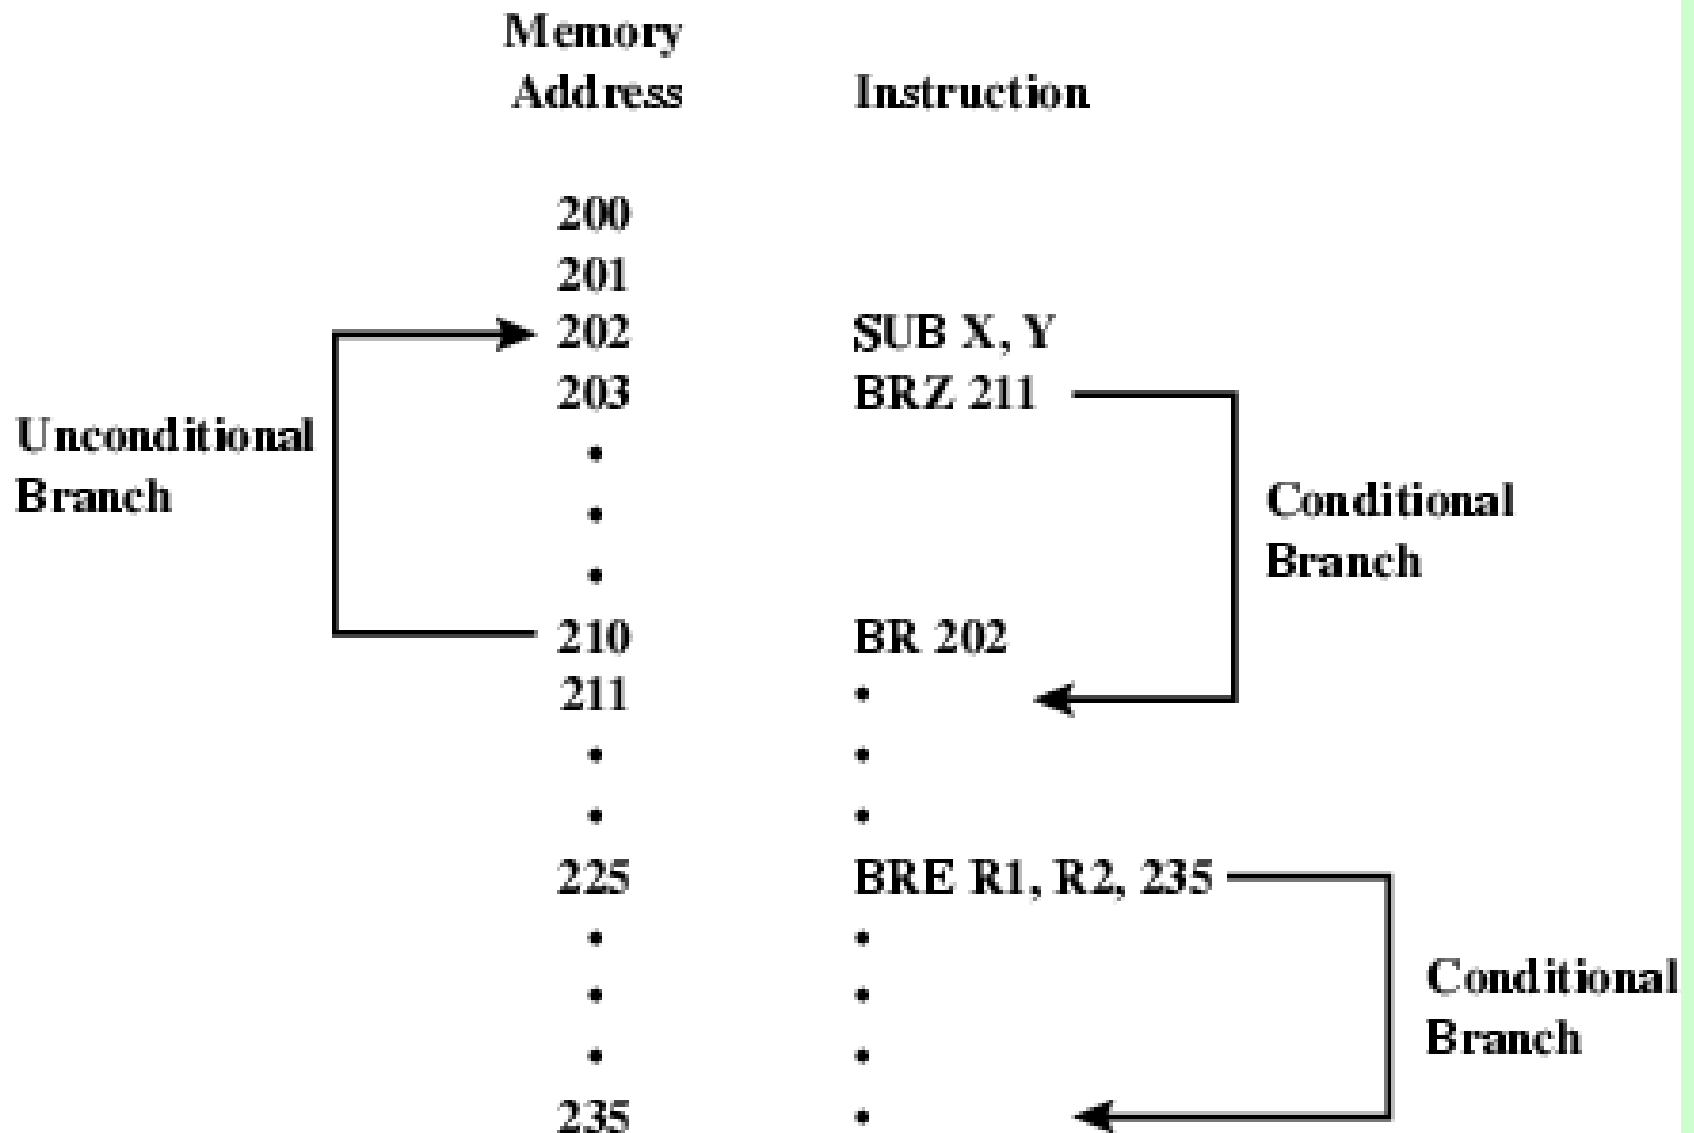 Memory
Address Instruction
200
201
202 SUB X, Y
203 BRZ 211
Unconditional
Branch
Conditional
Branch
210 BR 202
211
225 BRE R1, R2, 235
Conditional
Branch
235